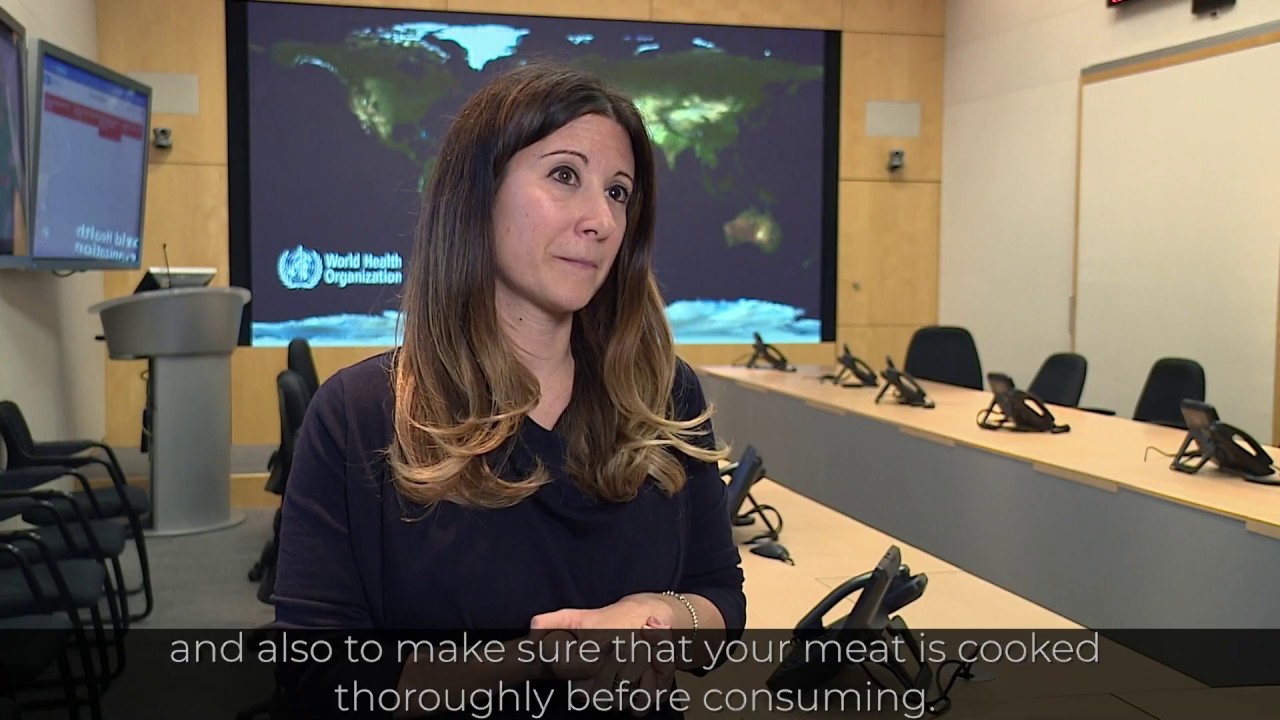 World Health
Organization
and also to make sure that your meat is cooked
thoroughly before consuming.